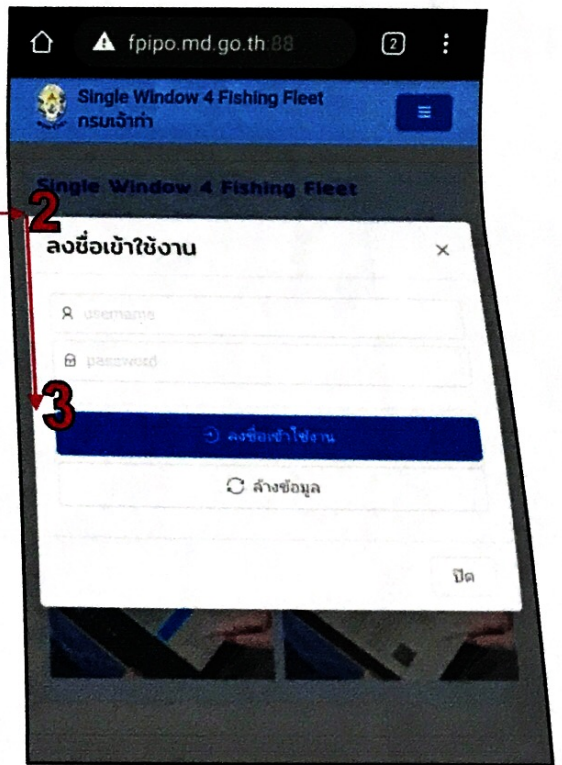 fpipo.md.go.th:88
2
Single Window 4 Fishing Fleet
กรมเจ้าท่า
Single Window 4 Fishing Fleet
2
ลงชื่อเข้าใช้งาน
username
password
3
ลงชื่อเข้าใช้งาน
ล้างข้อมูล
ปิด